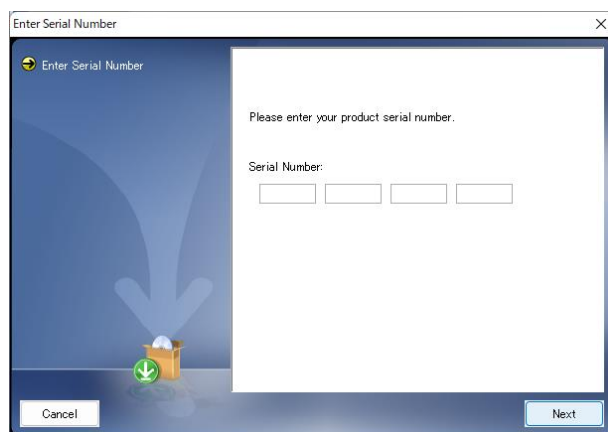 Enter Serial Number
Enter Serial Number
Please enter your product serial number.
Serial Number:
Cancel
Next